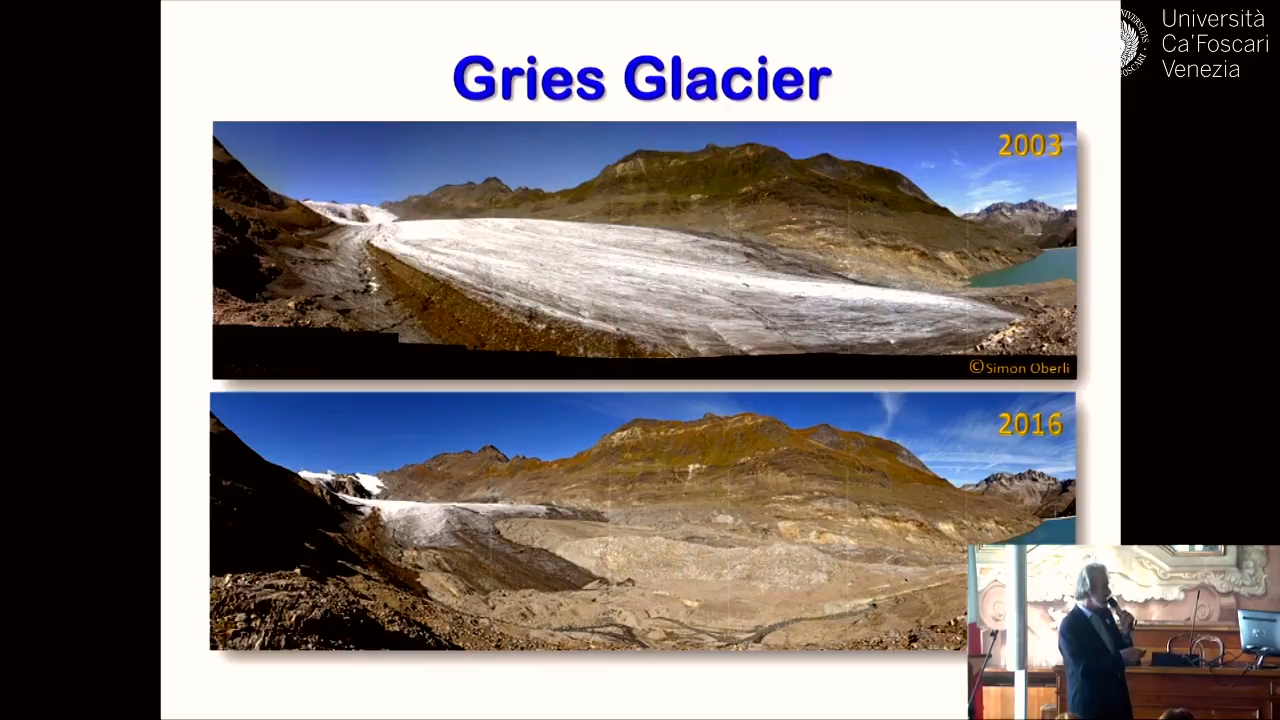 Gries Glacier
2003
©Simon Oberli
2016
Università
Ca'Foscari
Venezia